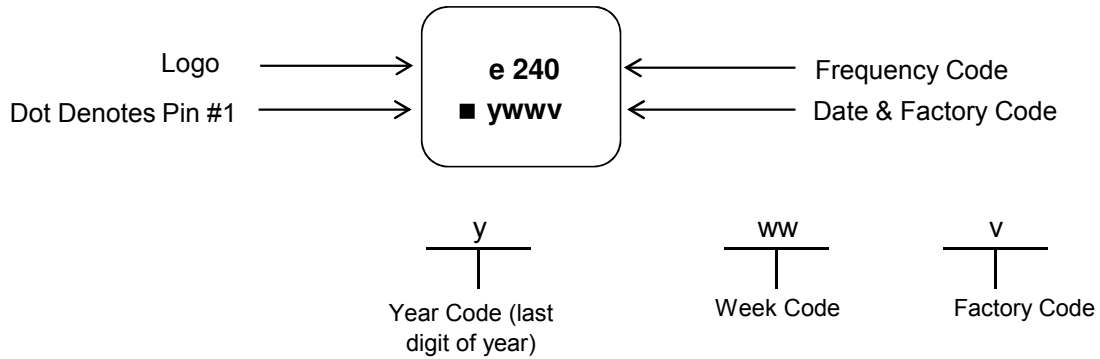 Logo
e 240
Frequency Code
Dot Denotes Pin #1
■ ywwv
Date & Factory Code
y
ww
v
Year Code (last
digit of year)
Week Code
Factory Code